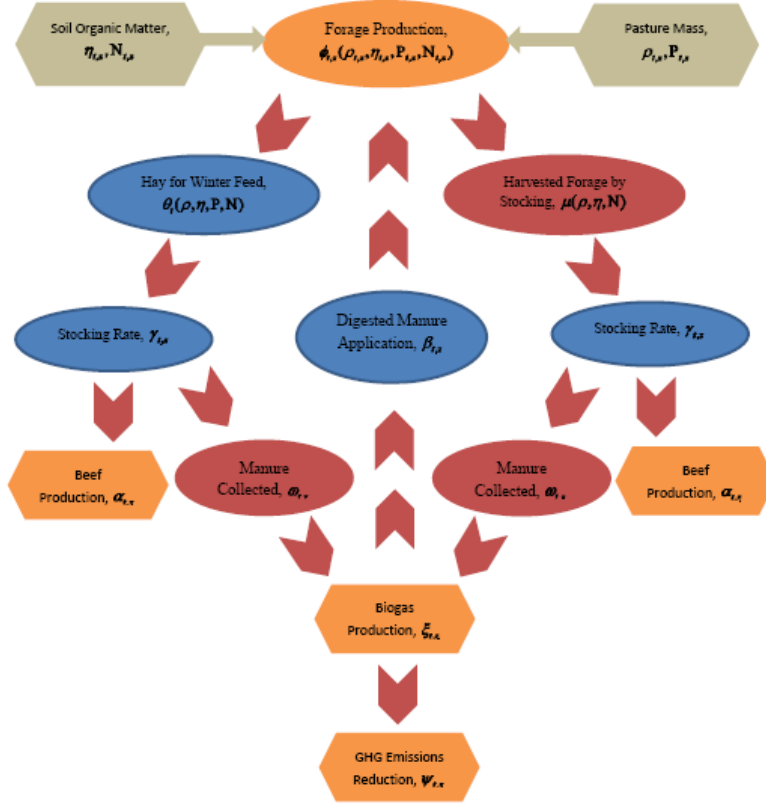 Soil Organic Matter,
η_{t,s}, N_{t,s}
Forage Production,
ϕ_{t,s}(ρ_{t,s}, η_{t,s}, P_{t,s}, N_{t,s})
Pasture Mass,
ρ_{t,s}, P_{t,s}
Hay for Winter Feed,
θ_t(ρ, η, P, N)
Harvested Forage by
Stocking, μ(ρ, η, N)
Stocking Rate, γ_{t,s}
Digested Manure
Application, β_{t,s}
Stocking Rate, γ_{t,s}
Beef
Production, α_{t,s}
Manure
Collected, ω_{t,s}
Manure
Collected, ω_{t,s}
Beef
Production, α_{t,s}
Biogas
Production, ξ_{t,s}
GHG Emissions
Reduction, ψ_{t,s}